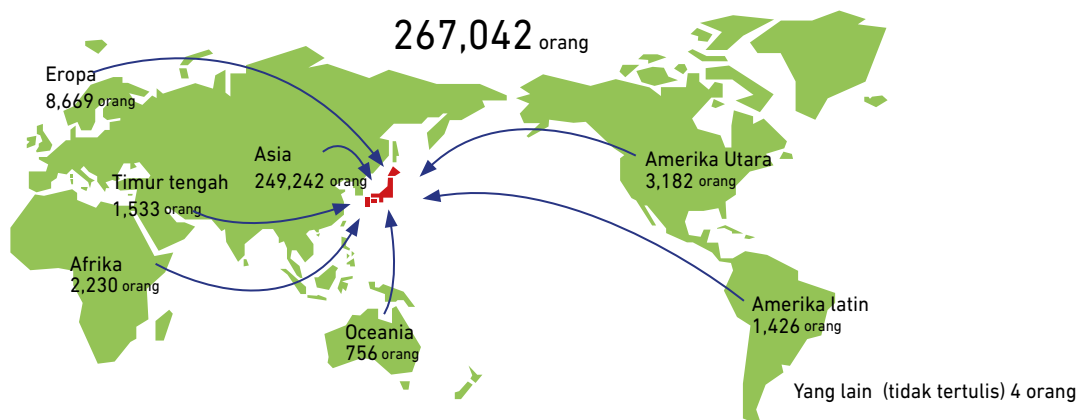 267,042 orang
Eropa
8,669 orang
Asia
249,242 orang
Timur tengah
1,533 orang
Afrika
2,230 orang
Oceania
756 orang
Amerika Utara
3,182 orang
Amerika latin
1,426 orang
Yang lain (tidak tertulis) 4 orang